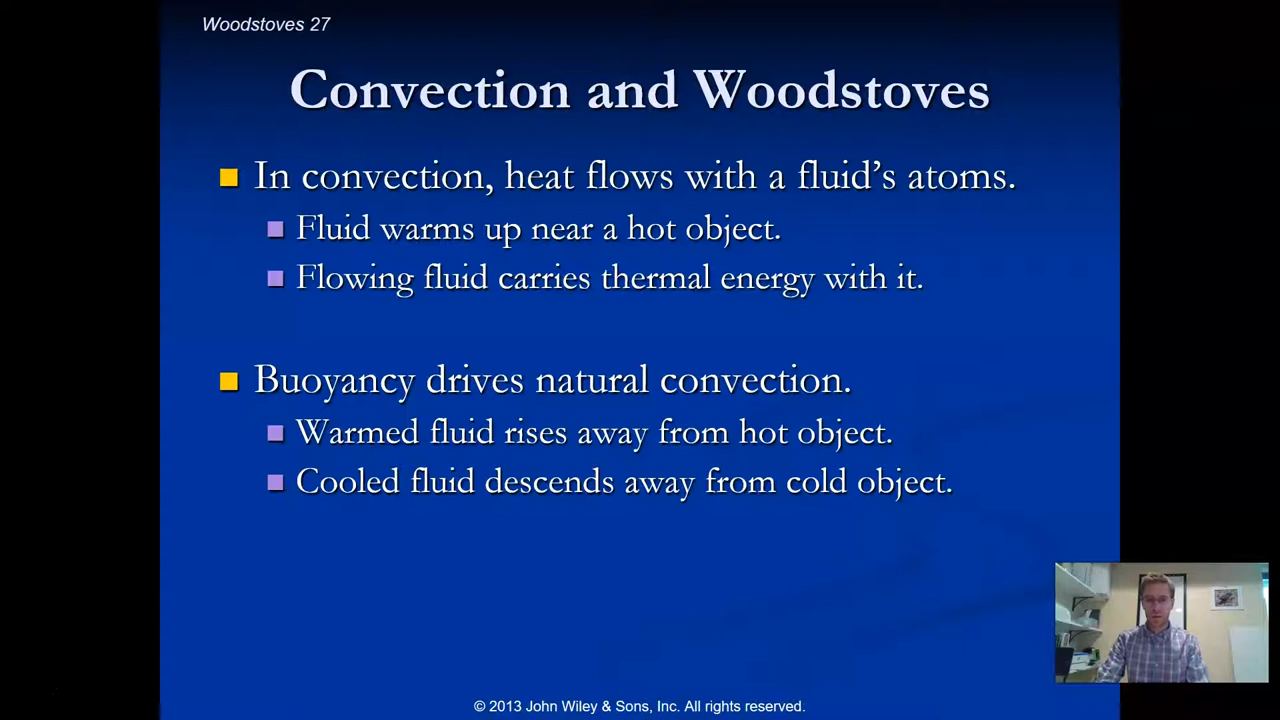 Woodstoves 27
Convection and Woodstoves
In convection, heat flows with a fluid’s atoms.
Fluid warms up near a hot object.
Flowing fluid carries thermal energy with it.
Buoyancy drives natural convection.
Warmed fluid rises away from hot object.
Cooled fluid descends away from cold object.
© 2013 John Wiley & Sons, Inc. All rights reserved.